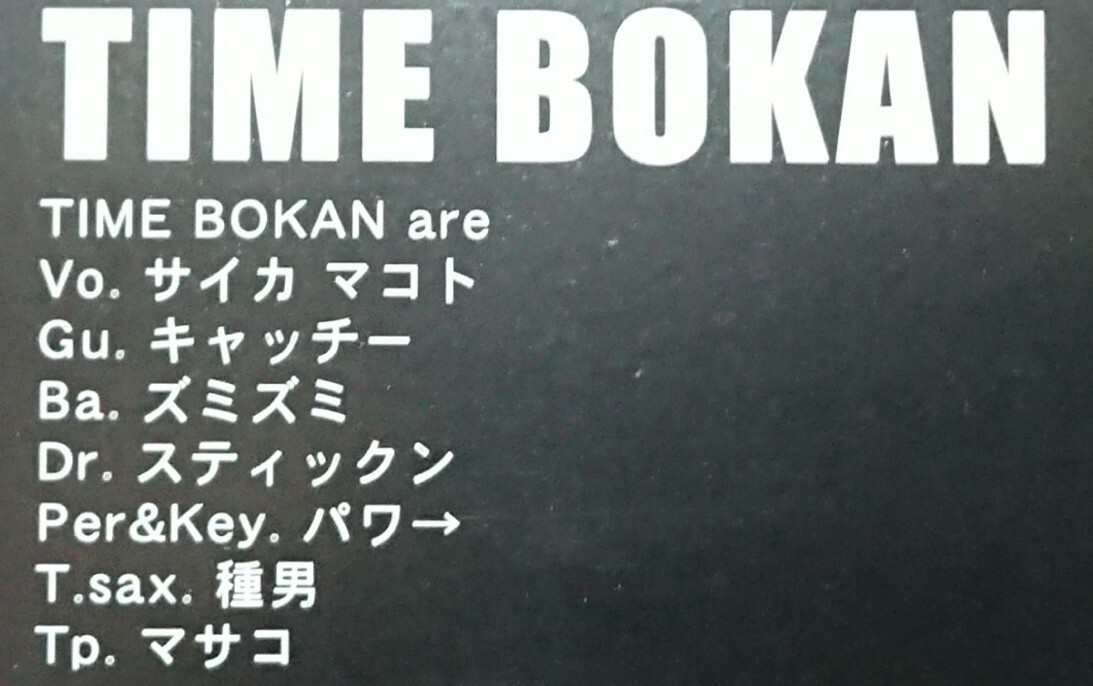 TIME BOKAN
TIME BOKAN are
Vo. サイカ マコト
Gu. キャッチー
Ba. ズミズミ
Dr. スティックン
Per&Key. パワ→
T.sax. 種男
Tp. マサコ